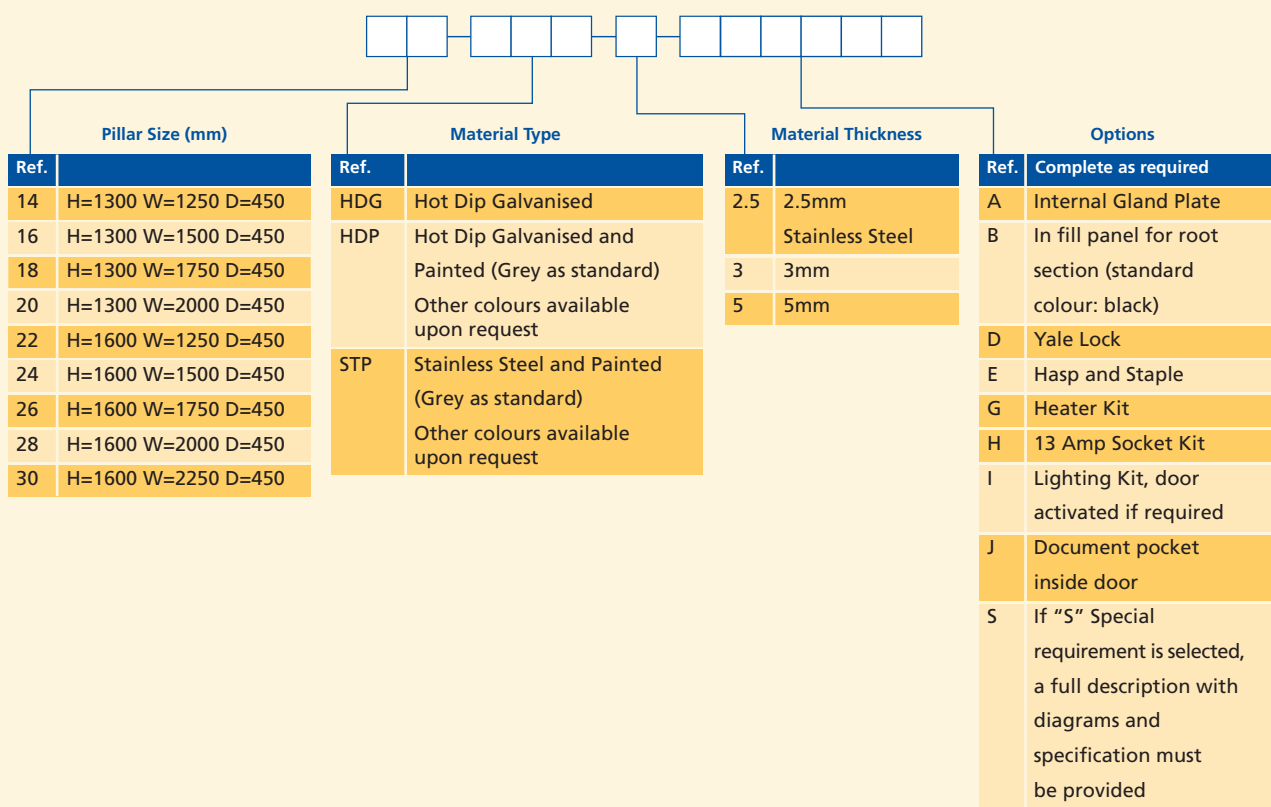 Pillar Size (mm)
Ref.
14 H=1300 W=1250 D=450
16 H=1300 W=1500 D=450
18 H=1300 W=1750 D=450
20 H=1300 W=2000 D=450
22 H=1600 W=1250 D=450
24 H=1600 W=1500 D=450
26 H=1600 W=1750 D=450
28 H=1600 W=2000 D=450
30 H=1600 W=2250 D=450
Material Type
Ref.
HDG Hot Dip Galvanised
HDP Hot Dip Galvanised and
Painted (Grey as standard)
Other colours available
upon request
STP Stainless Steel and Painted
(Grey as standard)
Other colours available
upon request
Material Thickness
Ref.
2.5 2.5mm
Stainless Steel
3 3mm
5 5mm
Options
Ref. Complete as required
A Internal Gland Plate
B In fill panel for root
section (standard
colour: black)
D Yale Lock
E Hasp and Staple
G Heater Kit
H 13 Amp Socket Kit
I Lighting Kit, door
activated if required
J Document pocket
inside door
S If “S” Special
requirement is selected,
a full description with
diagrams and
specification must
be provided